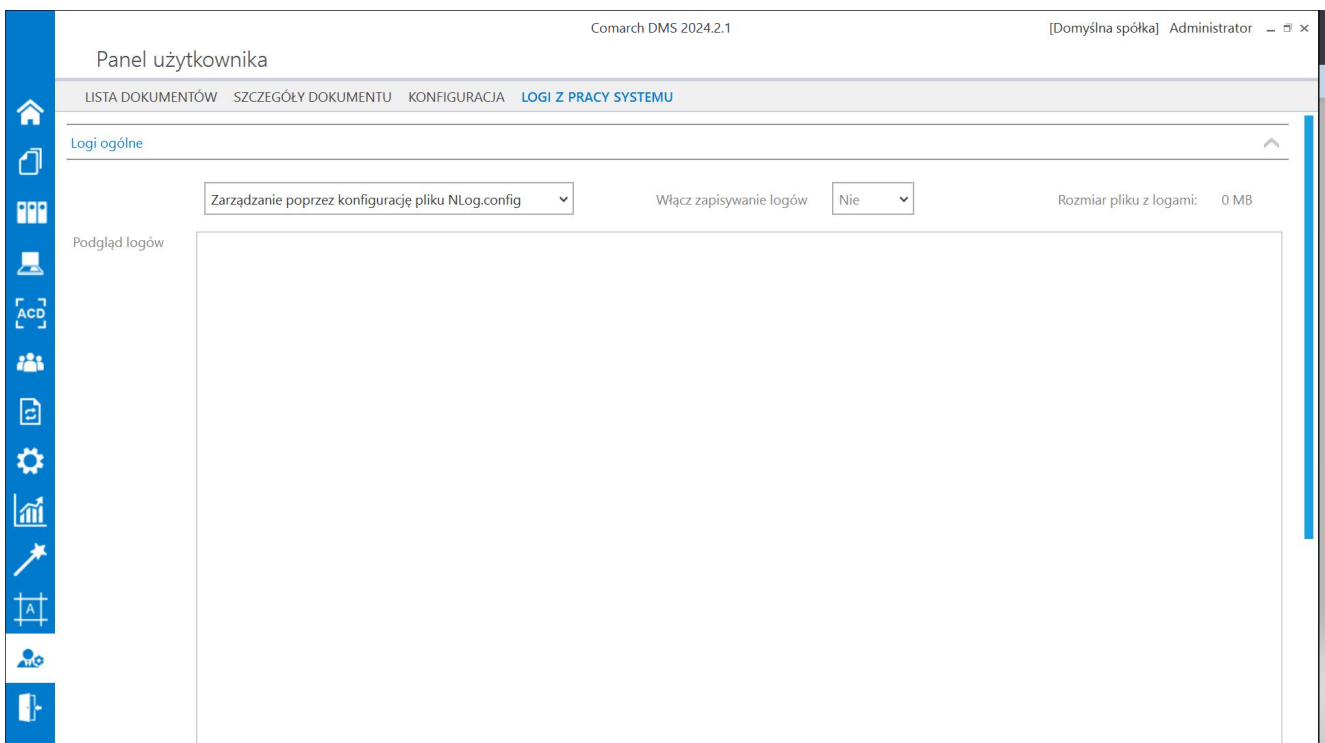 Comarch DMS 2024.2.1 [Domyślna spółka] Administrator
Panel użytkownika
LISTA DOKUMENTÓW SZCZEGÓŁY DOKUMENTU KONFIGURACJA LOGI Z PRACY SYSTEMU
Logi ogólne
Zarządzanie poprzez konfigurację pliku NLog.config Włącz zapisywanie logów Nie Rozmiar pliku z logami: 0 MB
Podgląd logów
ACD
A